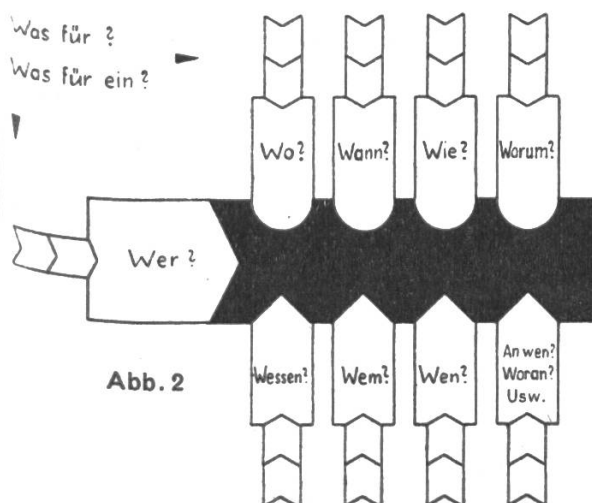 Was für ?
Was für ein ?
Wo?
Wann?
Wie?
Worum?
Wer ?
Wessen?
Wem?
Wen?
An wen?
Woran?
Usw.
Abb. 2